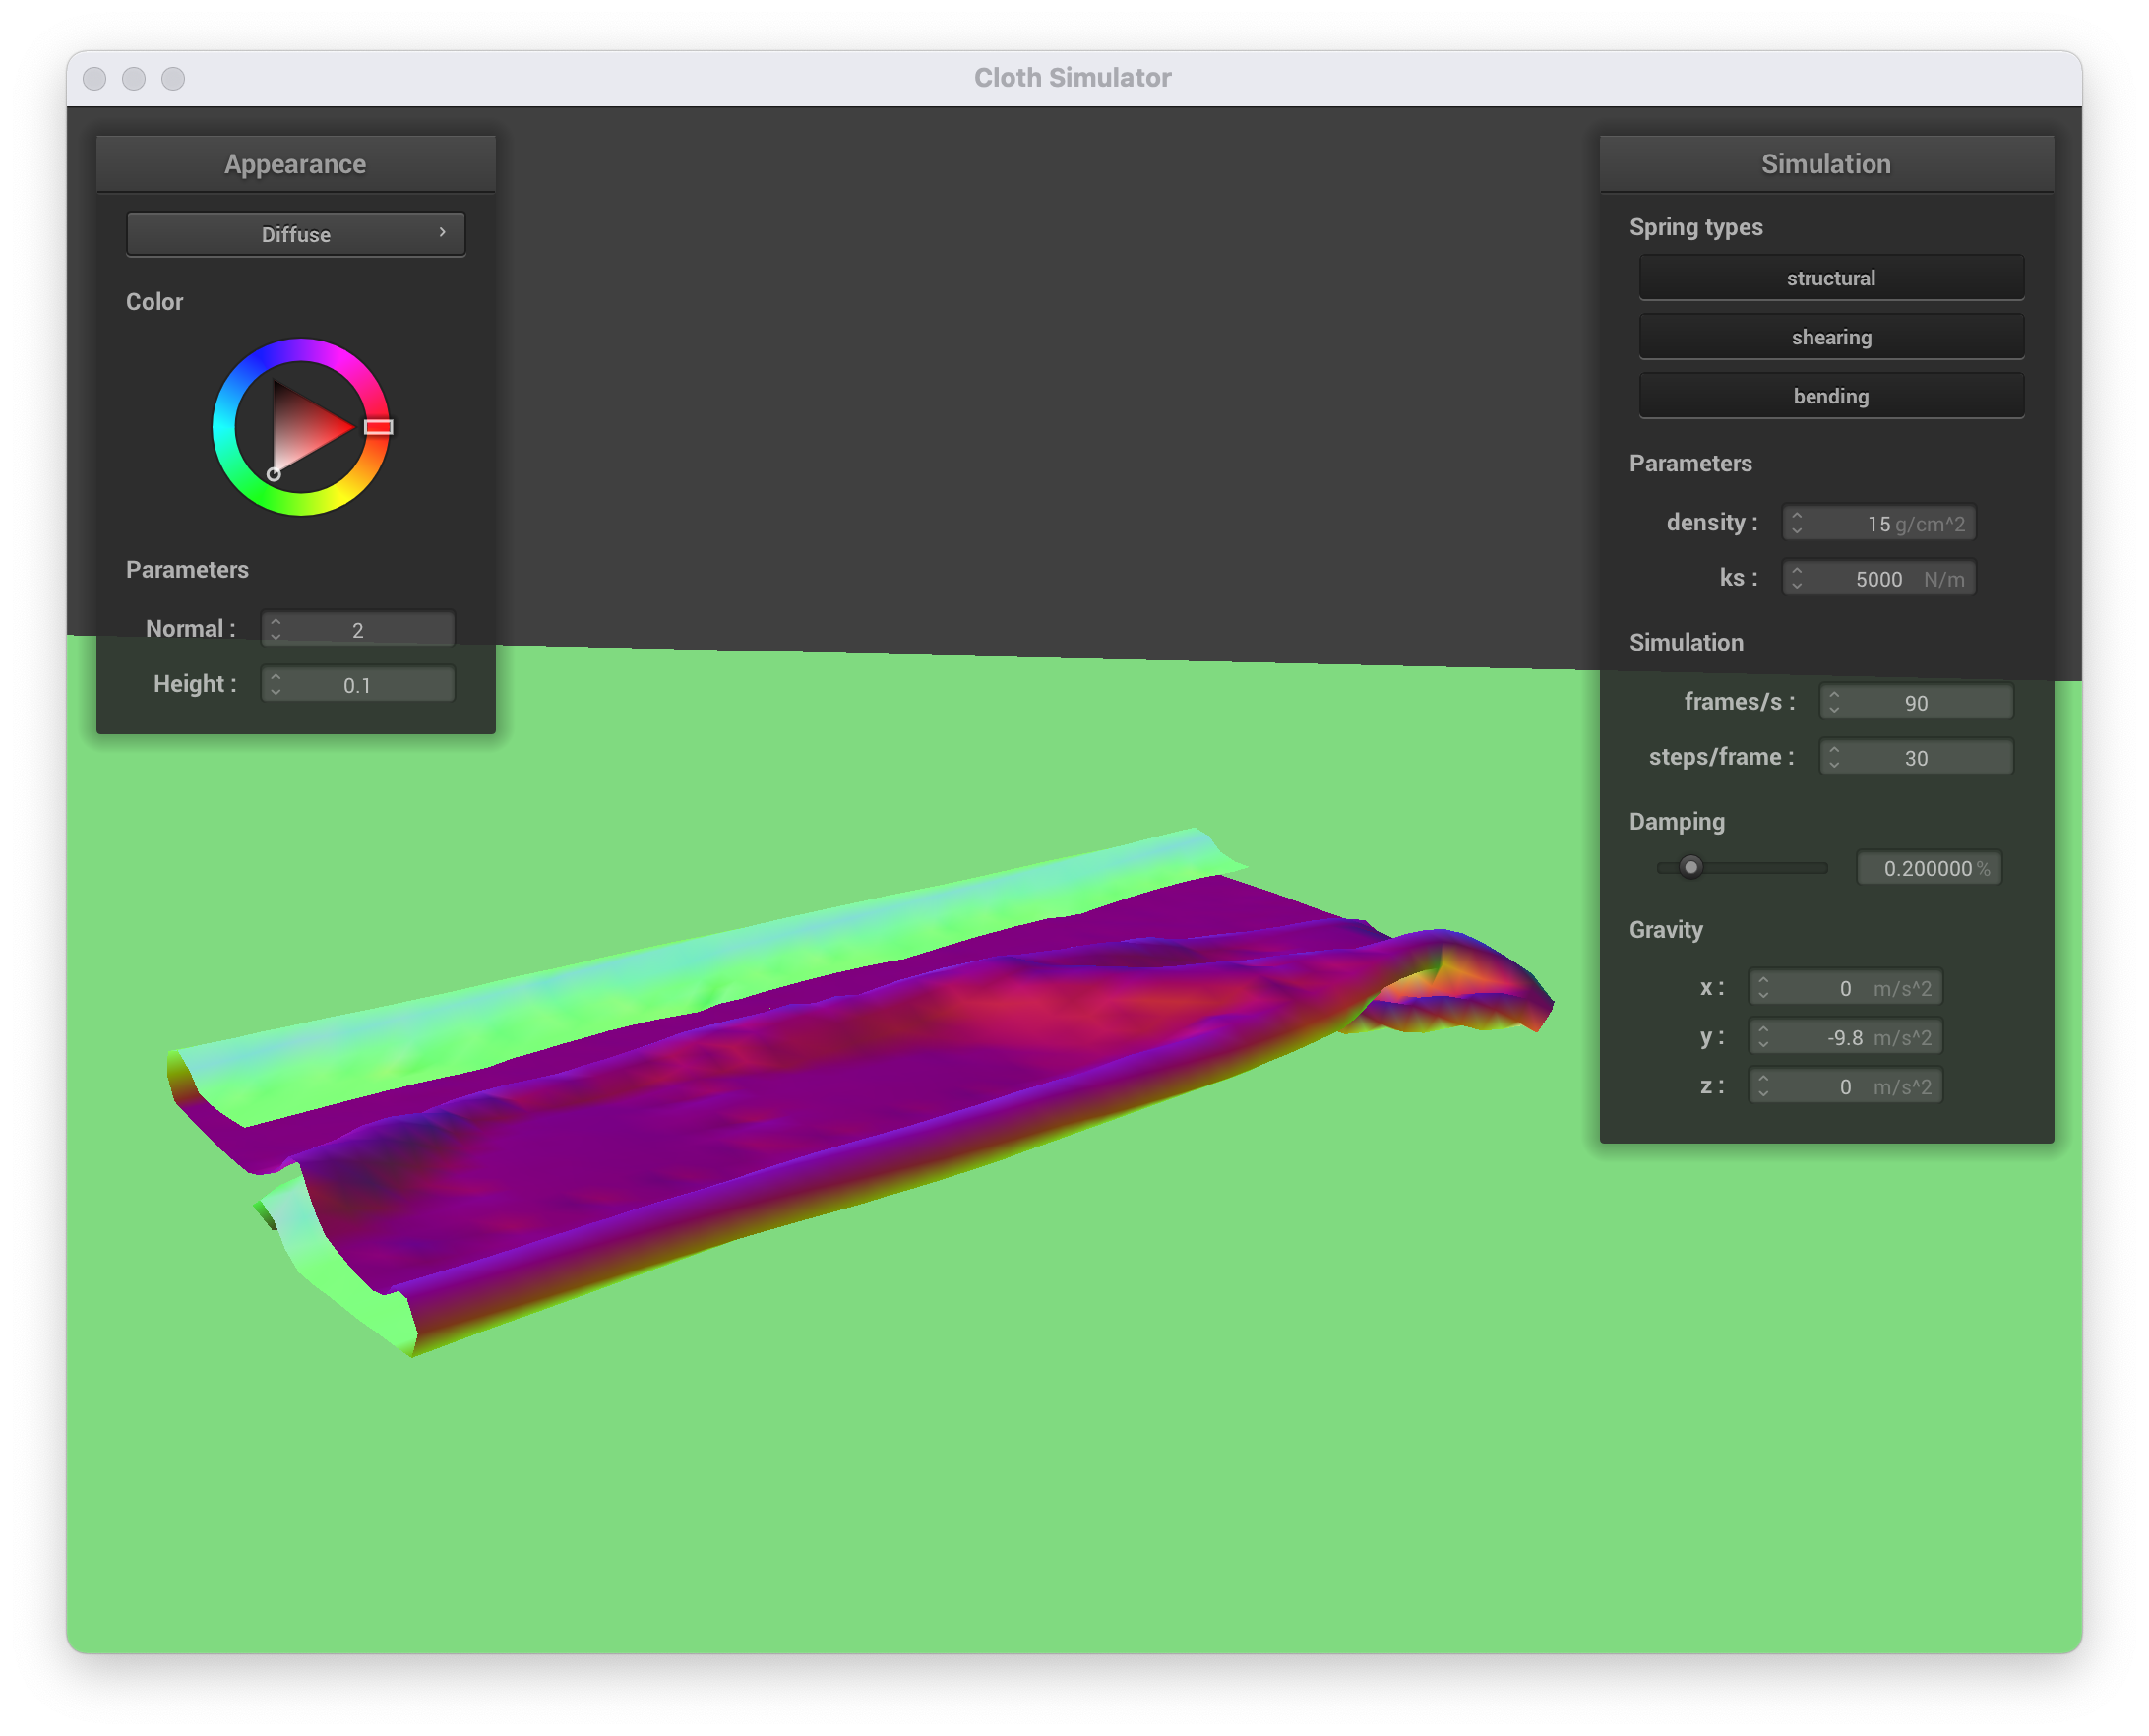 Cloth Simulator
Appearance
Diffuse
Color
Parameters
Normal : 2
Height : 0.1
Simulation
Spring types
structural
shearing
bending
Parameters
density : 15 g/cm^2
ks : 5000 N/m
Simulation
frames/s : 90
steps/frame : 30
Damping
0.200000 %
Gravity
x : 0 m/s^2
y : -9.8 m/s^2
z : 0 m/s^2